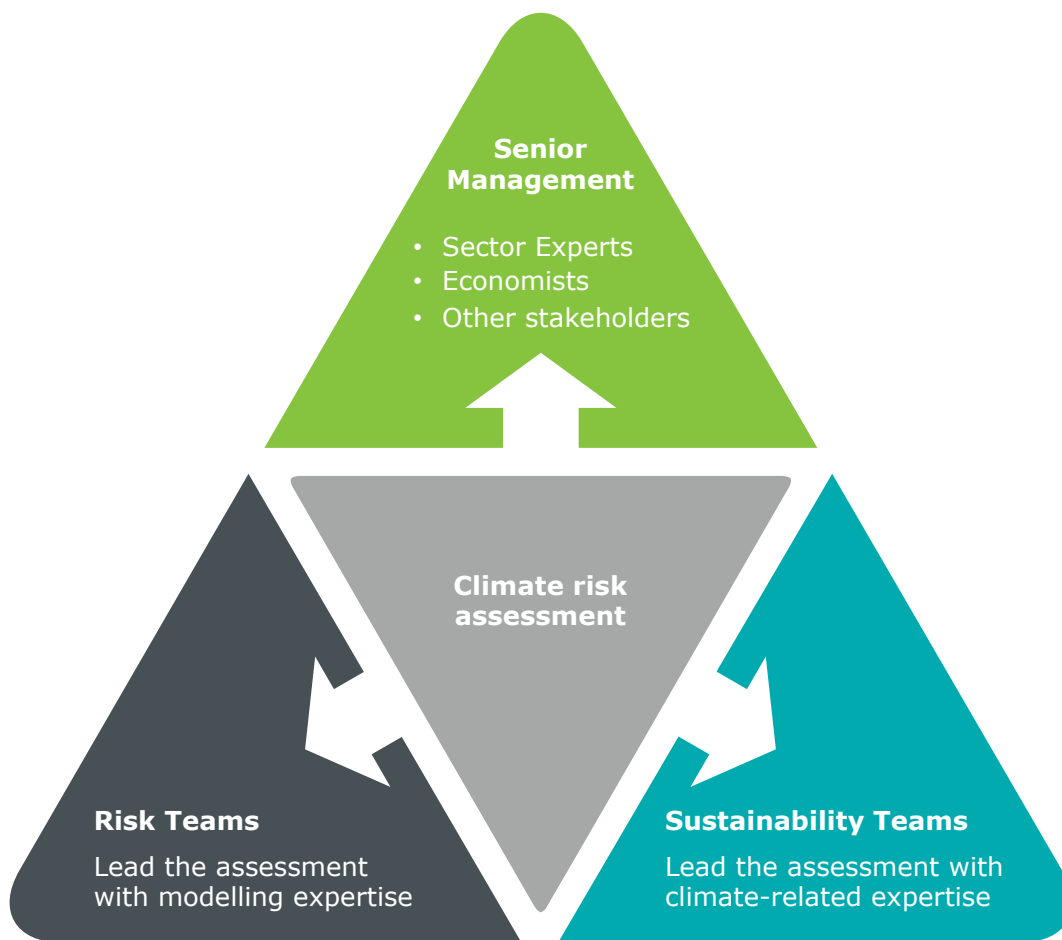 Senior
Management
• Sector Experts
• Economists
• Other stakeholders
Climate risk
assessment
Risk Teams
Lead the assessment
with modelling expertise
Sustainability Teams
Lead the assessment with
climate-related expertise